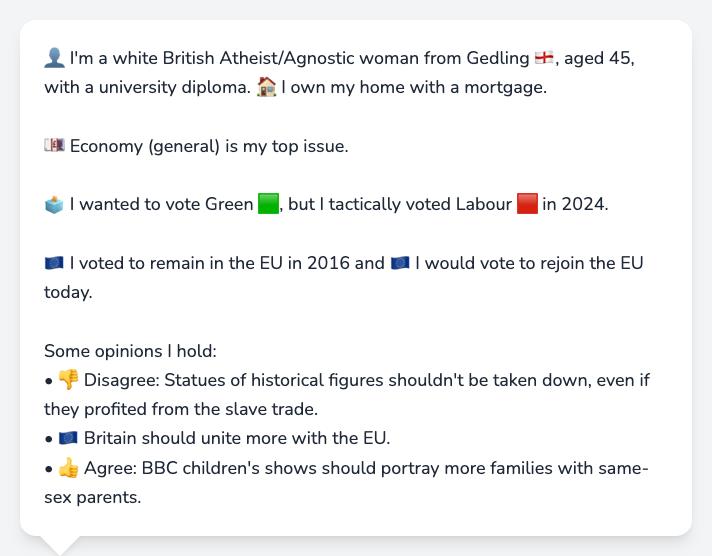 👤 I'm a white British Atheist/Agnostic woman from Gedling 🏴󠁧󠁢󠁥󠁮󠁧󠁿, aged 45,
with a university diploma. 🏠 I own my home with a mortgage.
💷 Economy (general) is my top issue.
🗳️ I wanted to vote Green 🟩, but I tactically voted Labour 🟥 in 2024.
🇪🇺 I voted to remain in the EU in 2016 and 🇪🇺 I would vote to rejoin the EU
today.
Some opinions I hold:
• 👎 Disagree: Statues of historical figures shouldn't be taken down, even if
they profited from the slave trade.
• 🇪🇺 Britain should unite more with the EU.
• 👍 Agree: BBC children's shows should portray more families with same-
sex parents.